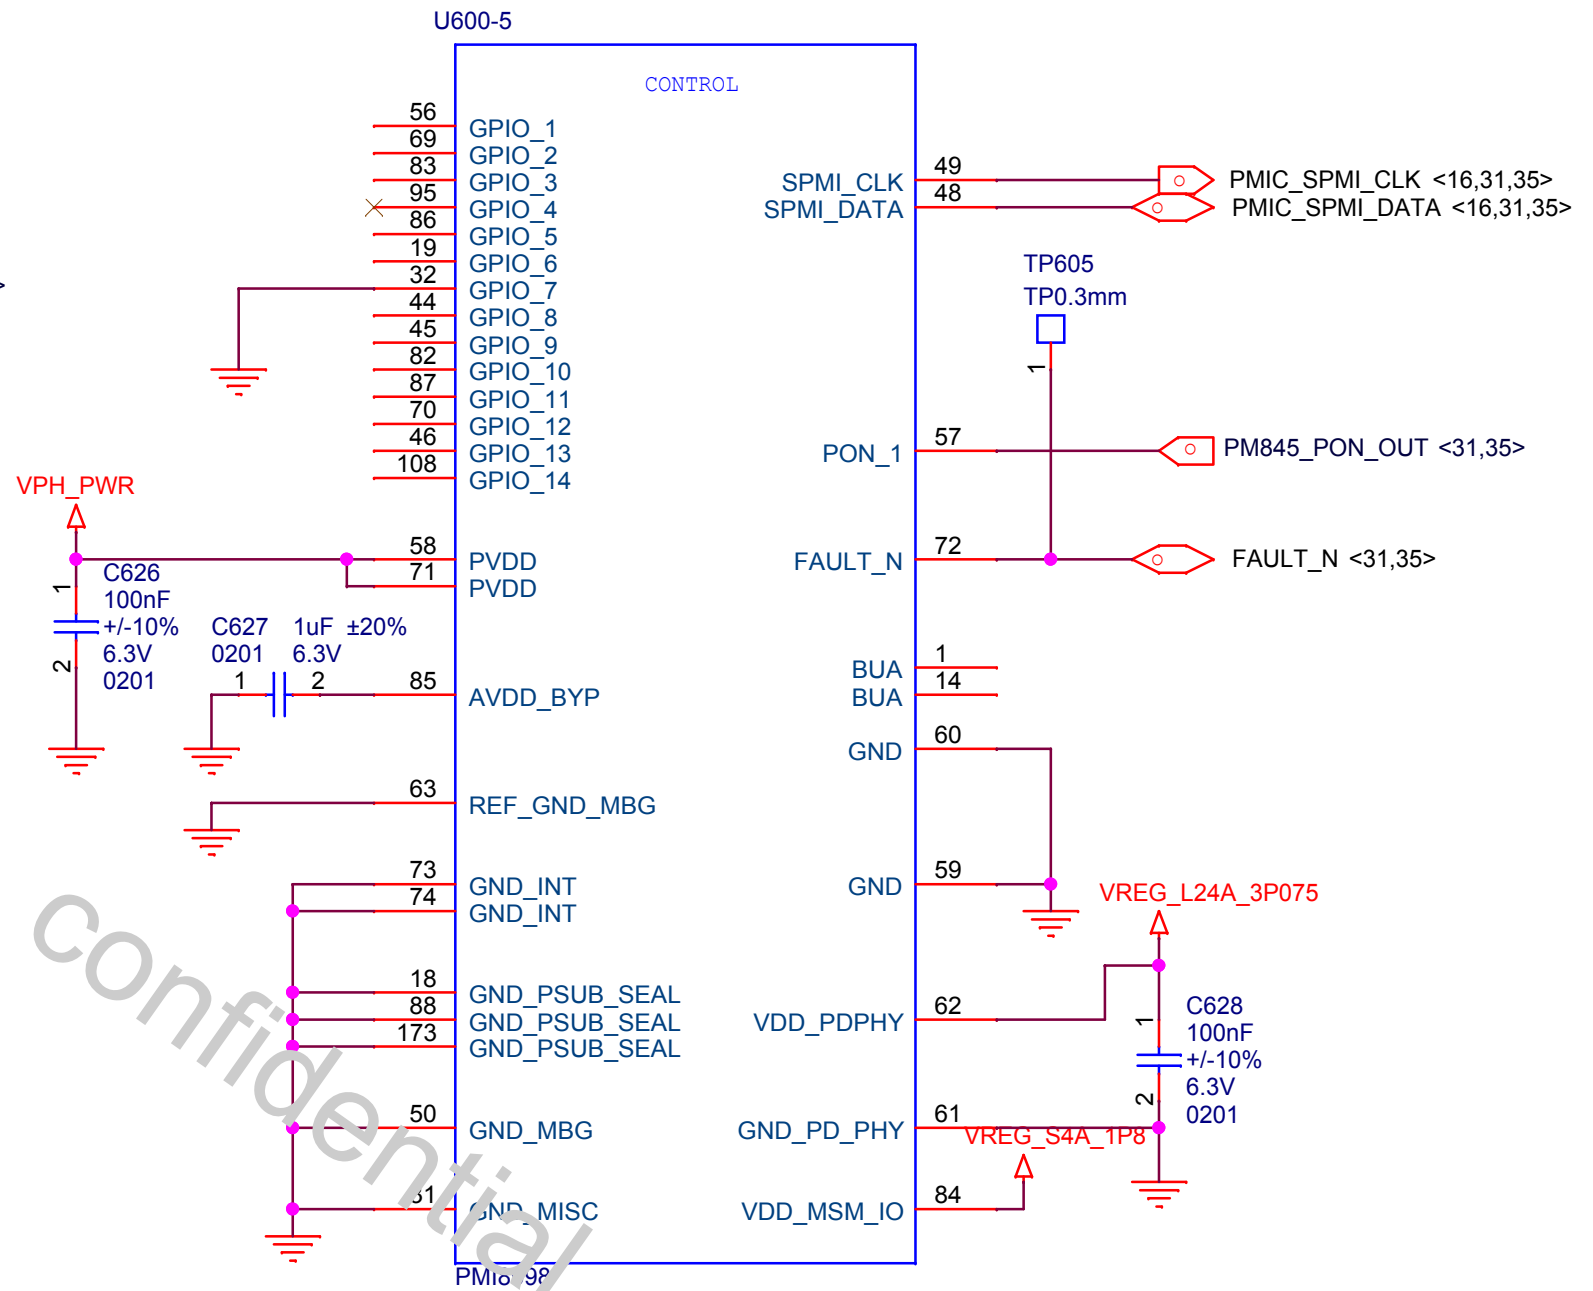 U600-5
CONTROL
56 GPIO_1
69 GPIO_2
83 GPIO_3
95 GPIO_4
86 GPIO_5
19 GPIO_6
32 GPIO_7
44 GPIO_8
45 GPIO_9
82 GPIO_10
87 GPIO_11
70 GPIO_12
46 GPIO_13
108 GPIO_14
SPMI_CLK 49 PMIC_SPMI_CLK <16,31,35>
SPMI_DATA 48 PMIC_SPMI_DATA <16,31,35>
>
TP605
TP0.3mm
1
PON_1 57 PM845_PON_OUT <31,35>
VPH_PWR
58 PVDD
71 PVDD
FAULT_N 72 FAULT_N <31,35>
1
2
C626
100nF
+/-10%
6.3V
0201
C627 1uF ±20%
0201 6.3V
1 2 85 AVDD_BYP
BUA 1
BUA 14
GND 60
63 REF_GND_MBG
73 GND_INT
74 GND_INT
GND 59
VREG_L24A_3P075
18 GND_PSUB_SEAL
88 GND_PSUB_SEAL
173 GND_PSUB_SEAL
VDD_PDPHY 62
1
2
C628
100nF
+/-10%
6.3V
0201
50 GND_MBG
GND_PD_PHY 61
VREG_S4A_1P8
GND_MISC
VDD_MSM_IO 84
confidential